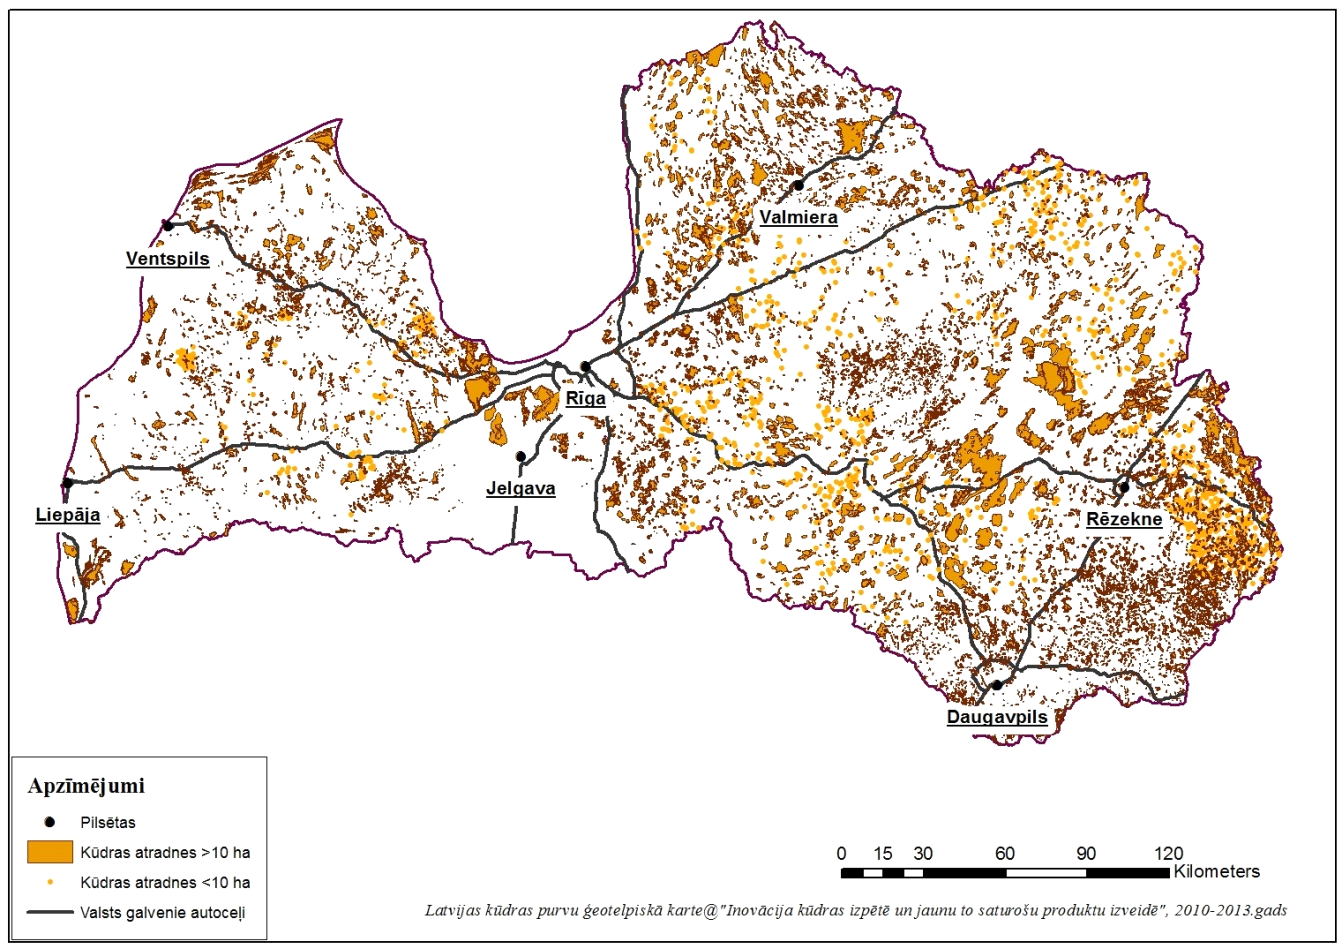 Valmiera
Ventspils
Rīga
Jelgava
Liepāja
Rēzekne
Daugavpils
Apzīmējumi
Pilsētas
Kūdras atradnes >10 ha
Kūdras atradnes <10 ha
Valsts galvenie autoceļi
0 15 30 60 90 120
Kilometers
Latvijas kūdras purvu ģeotelpiskā karte@"Inovācija kūdras izpētē un jaunu to saturošu produktu izveidē", 2010-2013.gads